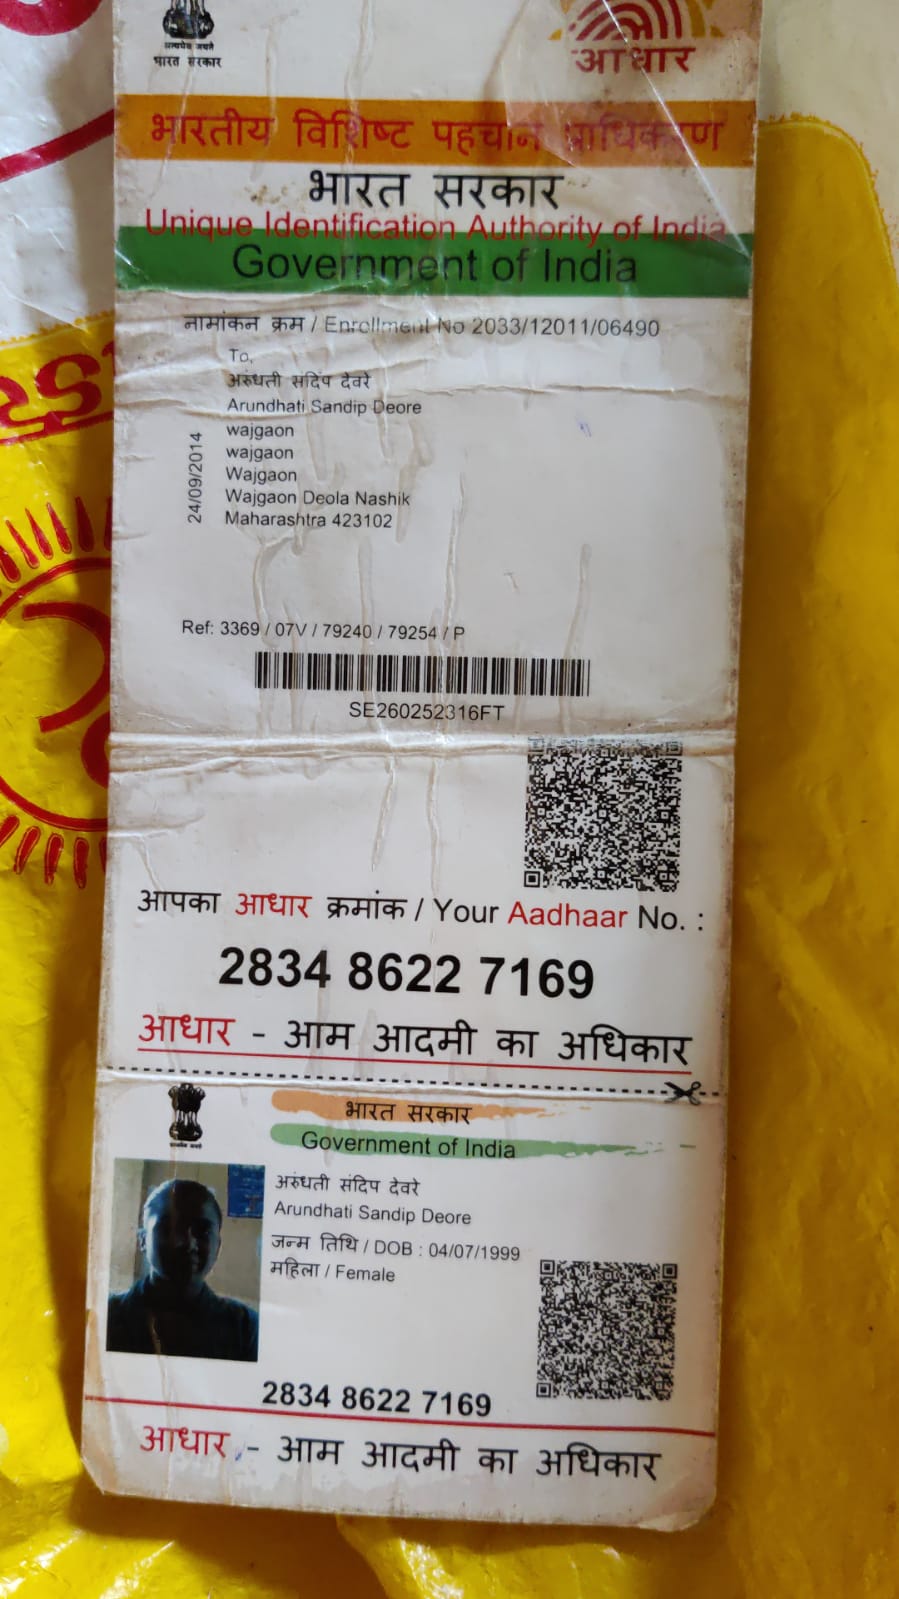 सत्यमेव जयते
भारत सरकार
आधार
भारतीय विशिष्ट पहचान प्राधिकरण
भारत सरकार
Unique Identification Authority of India
Government of India
नामांकन क्रम / Enrollment No 2033/12011/06490
To,
अरुंधती संदिप देवरे
Arundhati Sandip Deore
wajgaon
wajgaon
Wajgaon
Wajgaon Deola Nashik
Maharashtra 423102
24/09/2014
Ref: 3369 / 07V / 79240 / 79254 / P
SE260252316FT
आपका आधार क्रमांक / Your Aadhaar No. :
2834 8622 7169
आधार - आम आदमी का अधिकार
भारत सरकार
Government of India
अरुंधती संदिप देवरे
Arundhati Sandip Deore
जन्म तिथि / DOB : 04/07/1999
महिला / Female
2834 8622 7169
आधार - आम आदमी का अधिकार